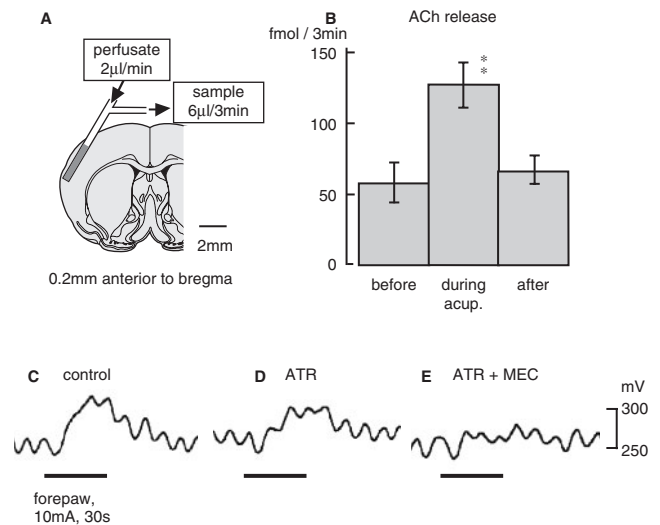 A
perfusate
2µl/min
sample
6µl/3min
2mm
0.2mm anterior to bregma
B
ACh release
fmol / 3min
150
100
50
0
**
before
during
acup.
after
C control
D ATR
E ATR + MEC
mV
300
250
forepaw,
10mA, 30s